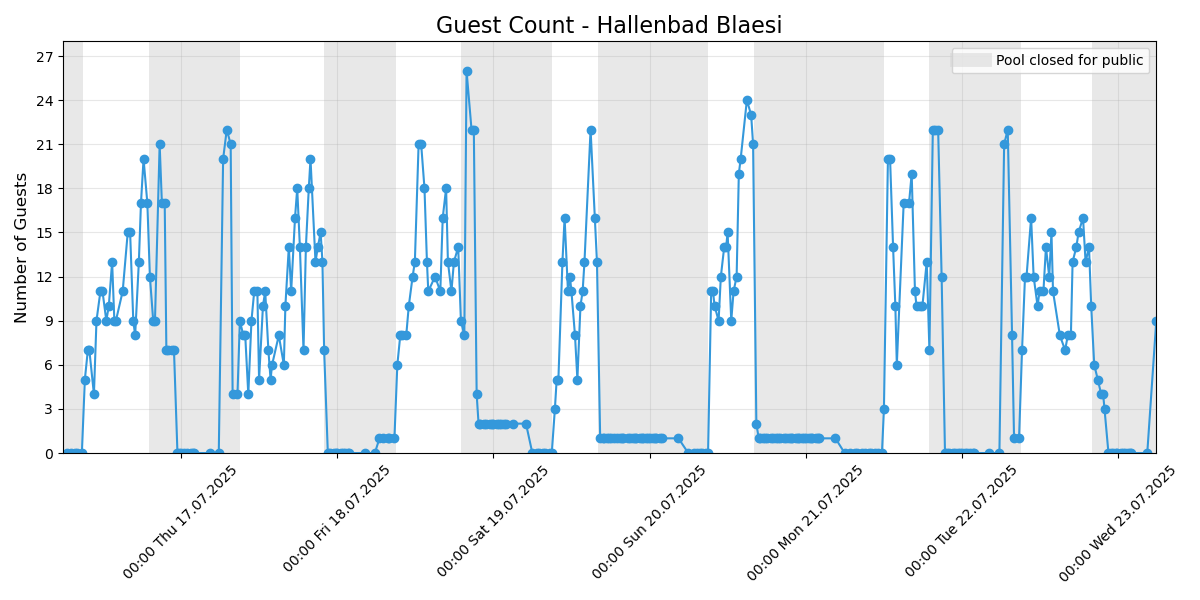 Guest Count - Hallenbad Blaesi
Pool closed for public
Number of Guests
27
24
21
18
15
12
9
6
3
0
00:00 Thu 17.07.2025
00:00 Fri 18.07.2025
00:00 Sat 19.07.2025
00:00 Sun 20.07.2025
00:00 Mon 21.07.2025
00:00 Tue 22.07.2025
00:00 Wed 23.07.2025